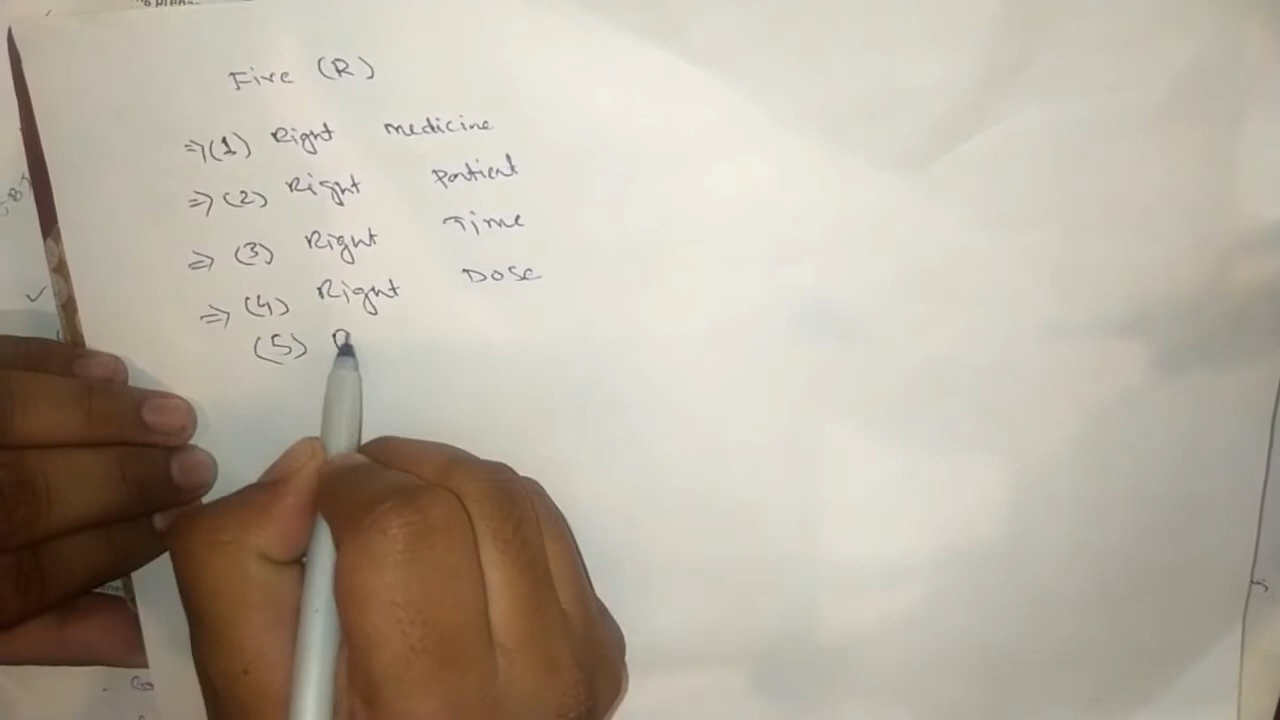 Five (R)
⇒(1) Right medicine
⇒(2) Right Patient
⇒ (3) Right Time
⇒ (4) Right Dose
(5) R